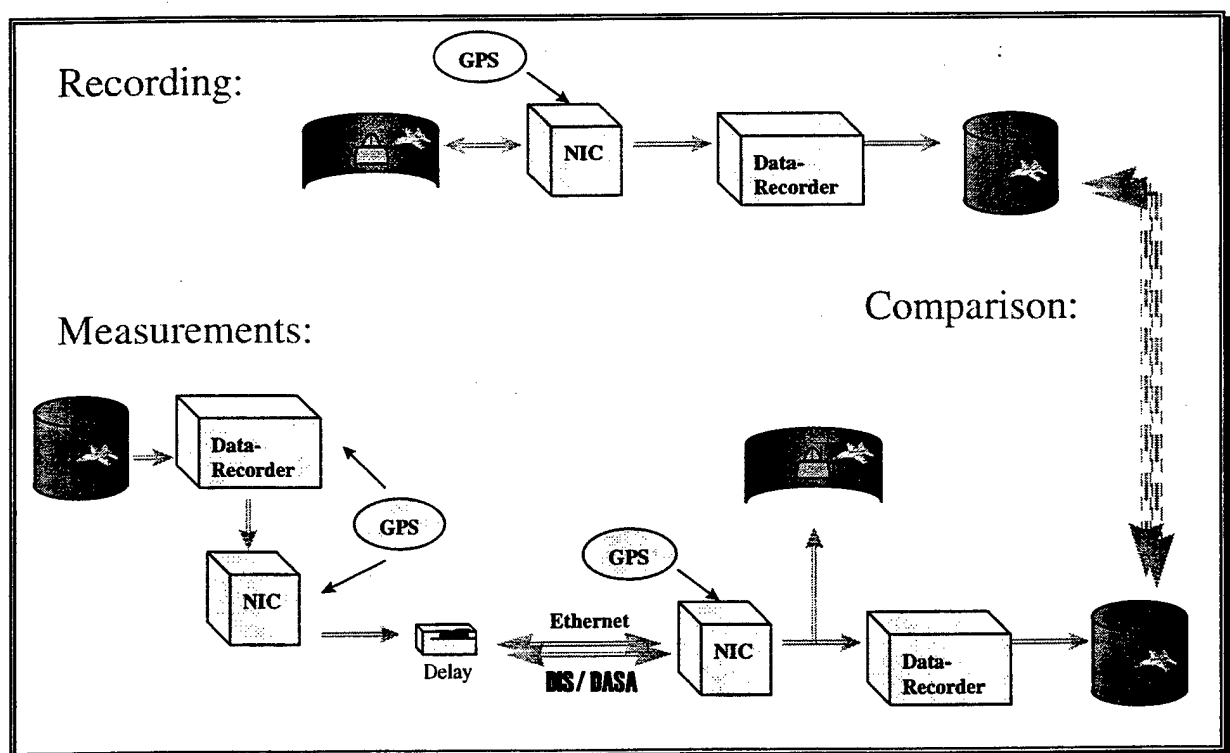 Recording:
GPS
NIC
Data-
Recorder
Comparison:
Measurements:
Data-
Recorder
GPS
NIC
GPS
Ethernet
DIS / DASA
Delay
NIC
Data-
Recorder